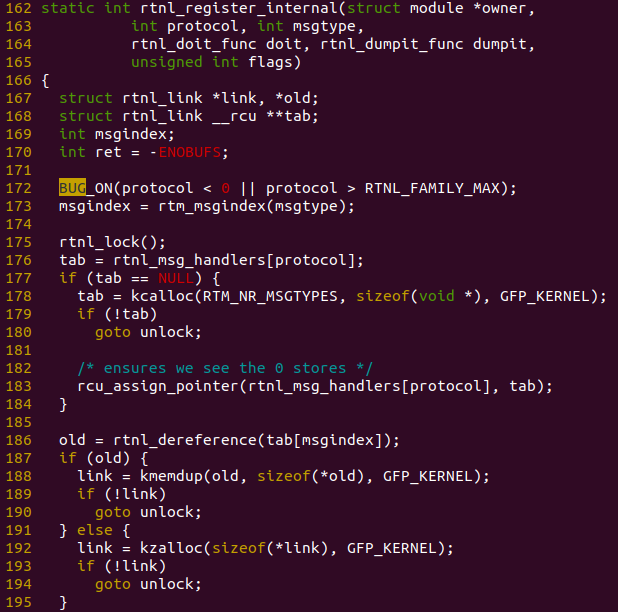 162 static int rtnl_register_internal(struct module *owner,
163           int protocol, int msgtype,
164           rtnl_doit_func doit, rtnl_dumpit_func dumpit,
165           unsigned int flags)
166 {
167   struct rtnl_link *link, *old;
168   struct rtnl_link __rcu **tab;
169   int msgindex;
170   int ret = -ENOBUFS;
171
172   BUG_ON(protocol < 0 || protocol > RTNL_FAMILY_MAX);
173   msgindex = rtm_msgindex(msgtype);
174
175   rtnl_lock();
176   tab = rtnl_msg_handlers[protocol];
177   if (tab == NULL) {
178     tab = kcalloc(RTM_NR_MSGTYPES, sizeof(void *), GFP_KERNEL);
179     if (!tab)
180       goto unlock;
181
182     /* ensures we see the 0 stores */
183     rcu_assign_pointer(rtnl_msg_handlers[protocol], tab);
184   }
185
186   old = rtnl_dereference(tab[msgindex]);
187   if (old) {
188     link = kmemdup(old, sizeof(*old), GFP_KERNEL);
189     if (!link)
190       goto unlock;
191   } else {
192     link = kzalloc(sizeof(*link), GFP_KERNEL);
193     if (!link)
194       goto unlock;
195   }